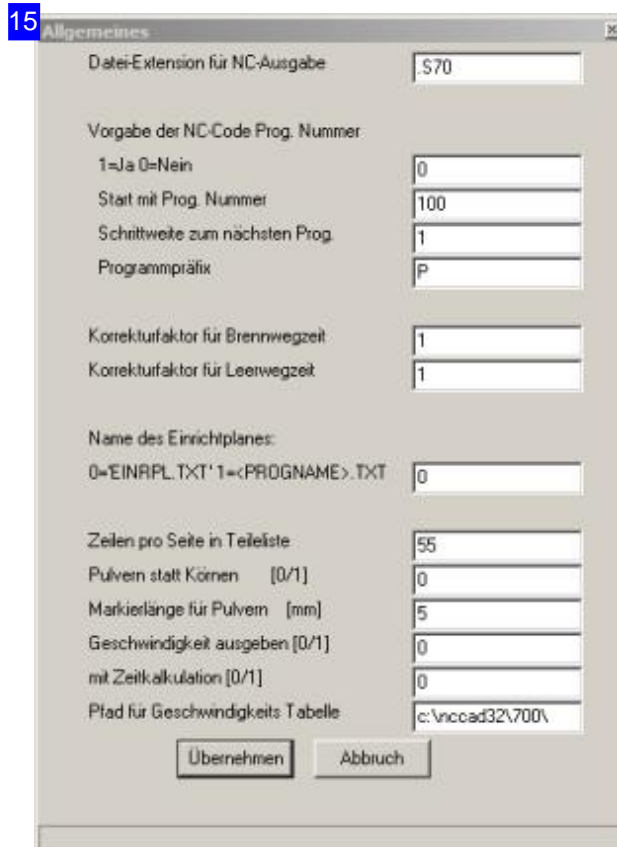 15
Allgemeines
Datei-Extension für NC-Ausgabe .S70
Vorgabe der NC-Code Prog. Nummer
1=Ja 0=Nein 0
Start mit Prog. Nummer 100
Schrittweite zum nächsten Prog. 1
Programmpräfix P
Korrekturfaktor für Brennwegzeit 1
Korrekturfaktor für Leerwegzeit 1
Name des Einrichtplanes:
0='EINRPL.TXT' 1=<PROGNAME>.TXT 0
Zeilen pro Seite in Teileliste 55
Pulvern statt Körnen [0/1] 0
Markierlänge für Pulvern [mm] 5
Geschwindigkeit ausgeben [0/1] 0
mit Zeitkalkulation [0/1] 0
Pfad für Geschwindigkeits Tabelle c:\nccad32\700\
Übernehmen Abbruch